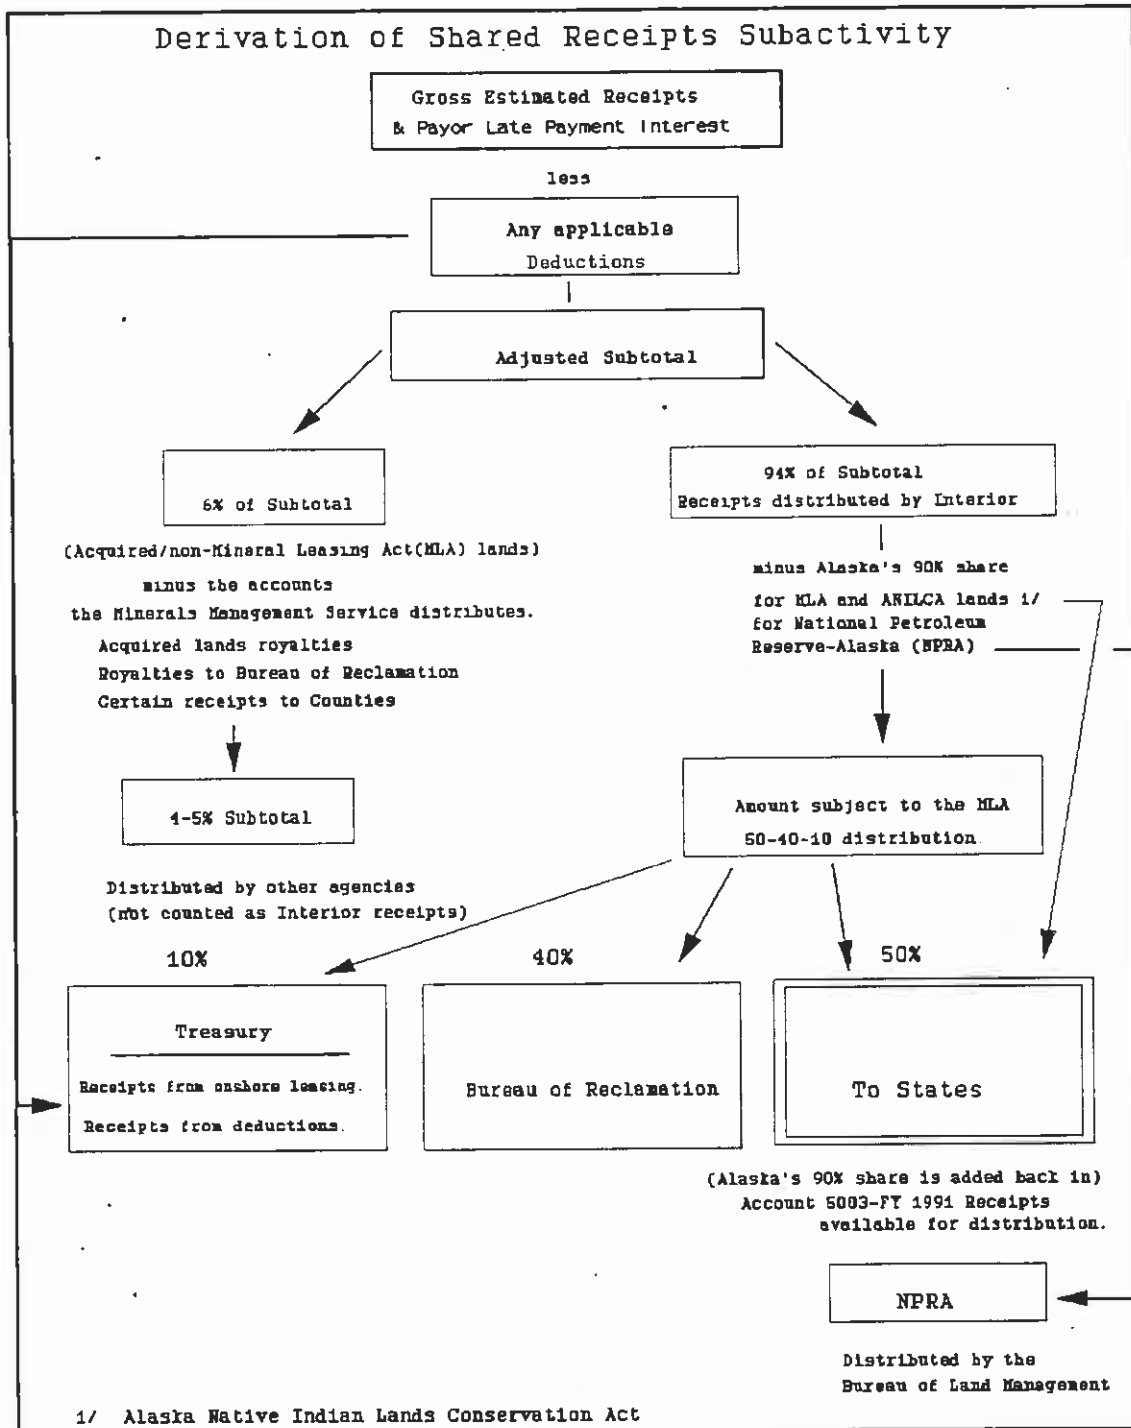 Derivation of Shared Receipts Subactivity
Gross Estimated Receipts
& Payor Late Payment Interest
less
Any applicable
Deductions
Adjusted Subtotal
6% of Subtotal
(Acquired/non-Mineral Leasing Act(MLA) lands)
minus the accounts
the Minerals Management Service distributes.
Acquired lands royalties
Royalties to Bureau of Reclamation
Certain receipts to Counties
4-5% Subtotal
Distributed by other agencies
(not counted as Interior receipts)
94% of Subtotal
Receipts distributed by Interior
minus Alaska's 90% share
for MLA and ANILCA lands 1/
for National Petroleum
Reserve-Alaska (NPRA)
Amount subject to the MLA
50-40-10 distribution.
10%
40%
50%
Treasury
Receipts from onshore leasing.
Receipts from deductions.
Bureau of Reclamation
To States
(Alaska's 90% share is added back in)
Account 5003-FY 1991 Receipts
available for distribution.
NPRA
Distributed by the
Bureau of Land Management
1/ Alaska Native Indian Lands Conservation Act